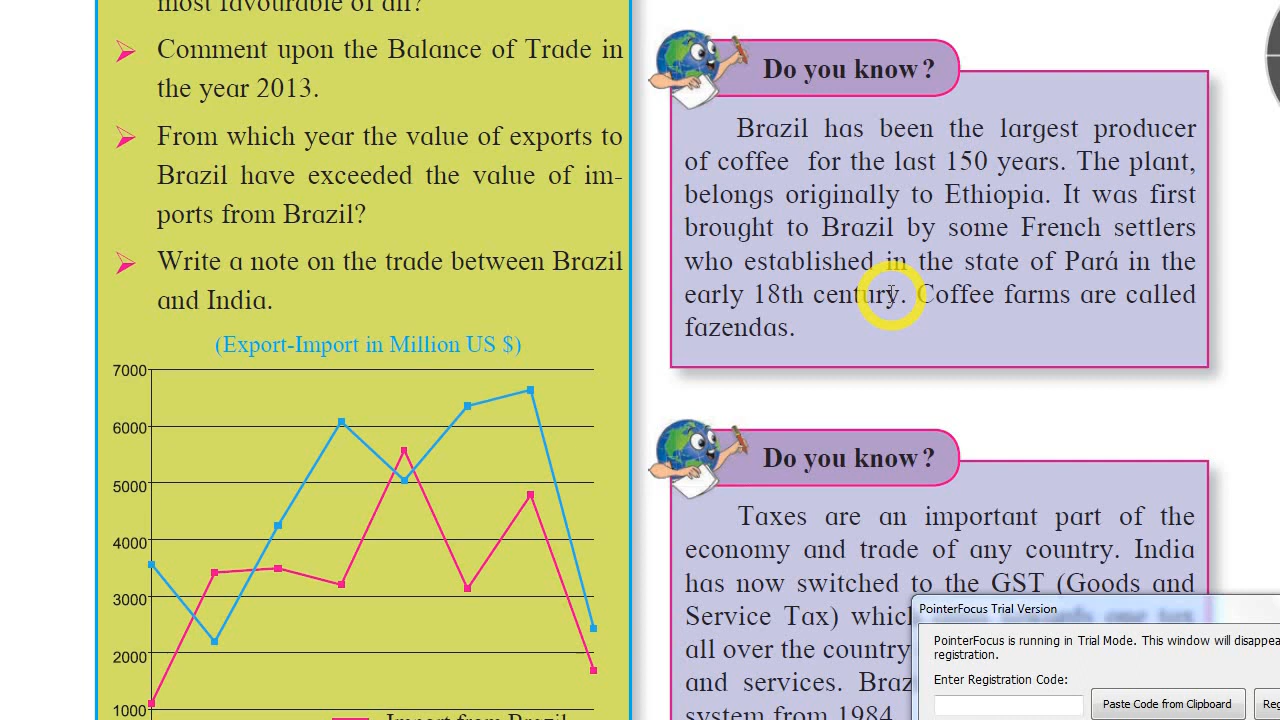 most favourable of all?
➢ Comment upon the Balance of Trade in
the year 2013.
➢ From which year the value of exports to
Brazil have exceeded the value of im-
ports from Brazil?
➢ Write a note on the trade between Brazil
and India.
(Export-Import in Million US $)
7000
6000
5000
4000
3000
2000
1000
Import from Brazil
Do you know ?
Brazil has been the largest producer
of coffee for the last 150 years. The plant,
belongs originally to Ethiopia. It was first
brought to Brazil by some French settlers
who established in the state of Pará in the
early 18th century. Coffee farms are called
fazendas.
Do you know ?
Taxes are an important part of the
economy and trade of any country. India
has now switched to the GST (Goods and
Service Tax) which
all over the country
and services.
system from 1984
PointerFocus Trial Version
PointerFocus is running in Trial Mode. This window will
registration.
Enter Registration Code:
Paste Code from Clipboard